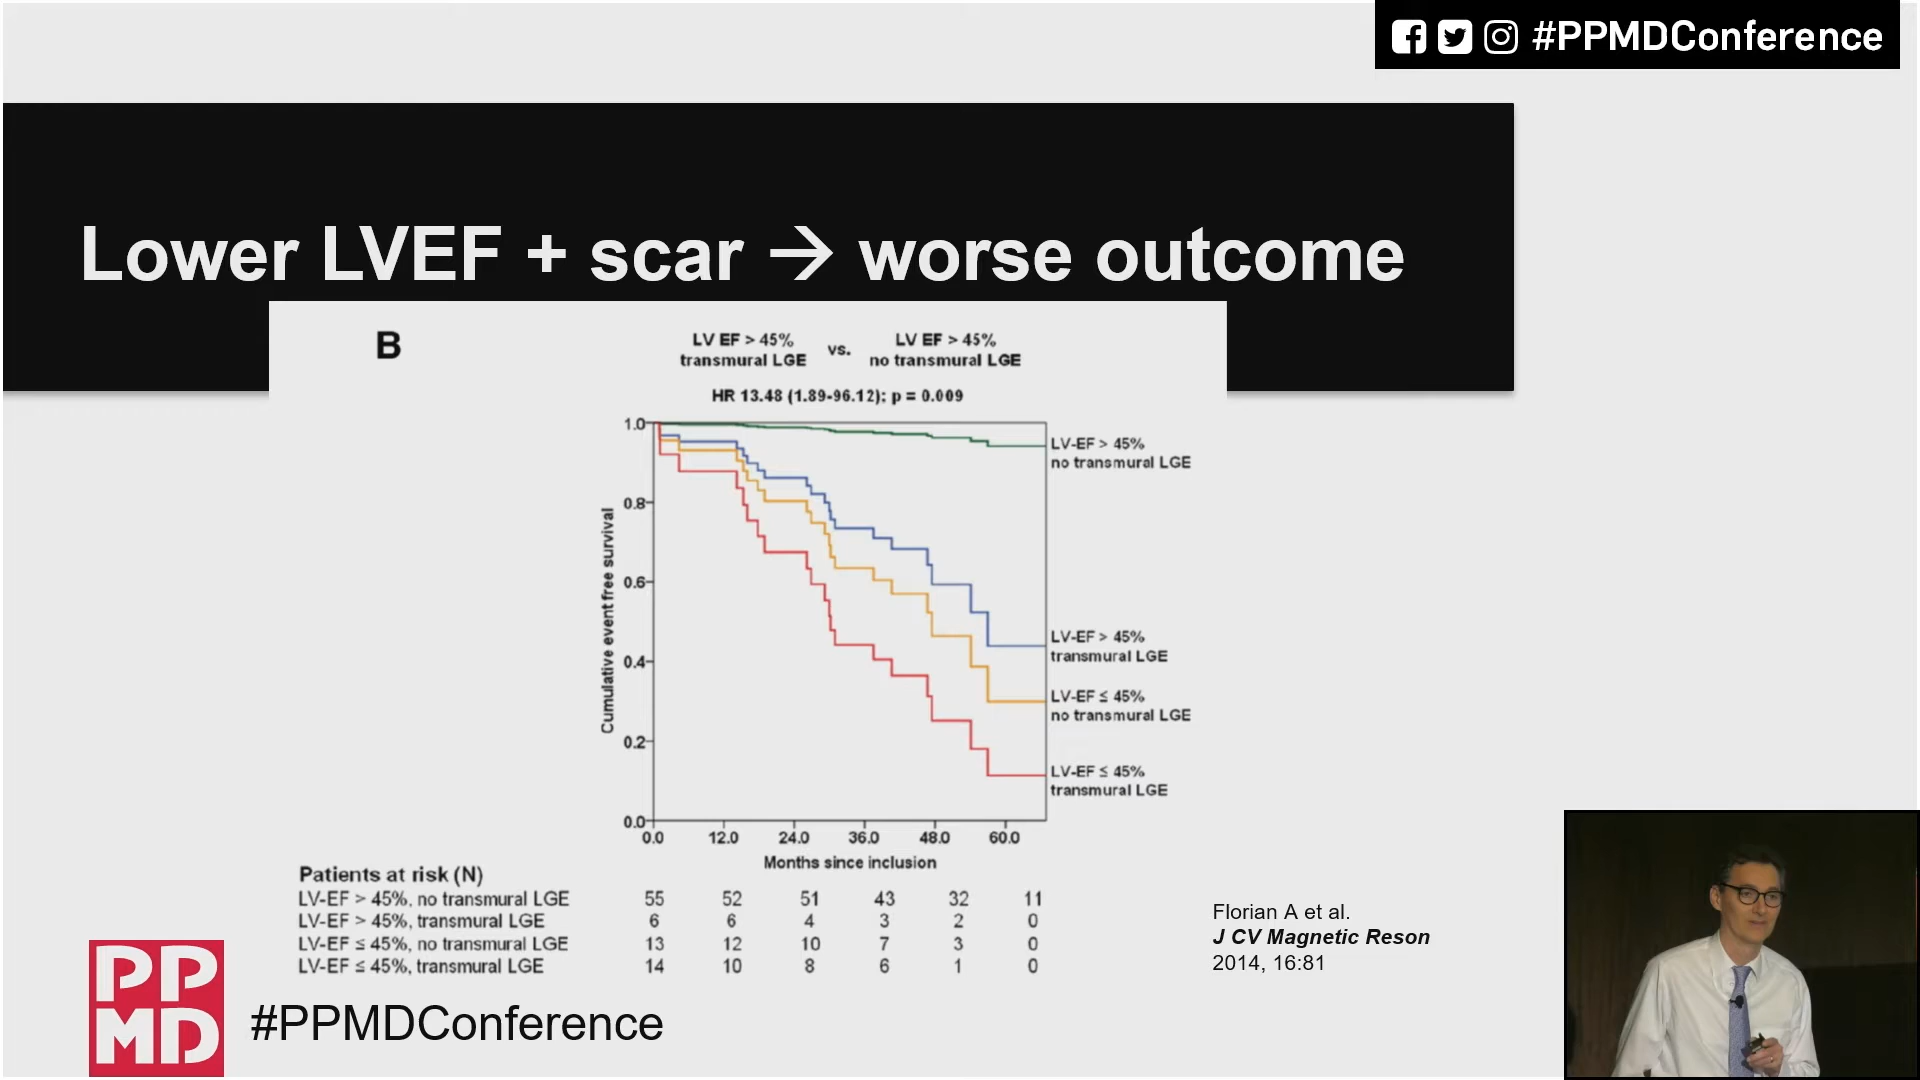 #PPMDConference
Lower LVEF + scar → worse outcome
B
LV EF > 45%
transmural LGE
vs.
LV EF > 45%
no transmural LGE
HR 13.48 (1.89-96.12); p = 0.009
Cumulative event free survival
1.0
0.8
0.6
0.4
0.2
0.0
LV-EF > 45%
no transmural LGE
LV-EF > 45%
transmural LGE
LV-EF ≤ 45%
no transmural LGE
LV-EF ≤ 45%
transmural LGE
0.0 12.0 24.0 36.0 48.0 60.0
Months since inclusion
Patients at risk (N)
LV-EF > 45%, no transmural LGE 55 52 51 43 32 11
LV-EF > 45%, transmural LGE 6 6 4 3 2 0
LV-EF ≤ 45%, no transmural LGE 13 12 10 7 3 0
LV-EF ≤ 45%, transmural LGE 14 10 8 6 1 0
Florian A et al.
J CV Magnetic Reson
2014, 16:81
PP
MD
#PPMDConference